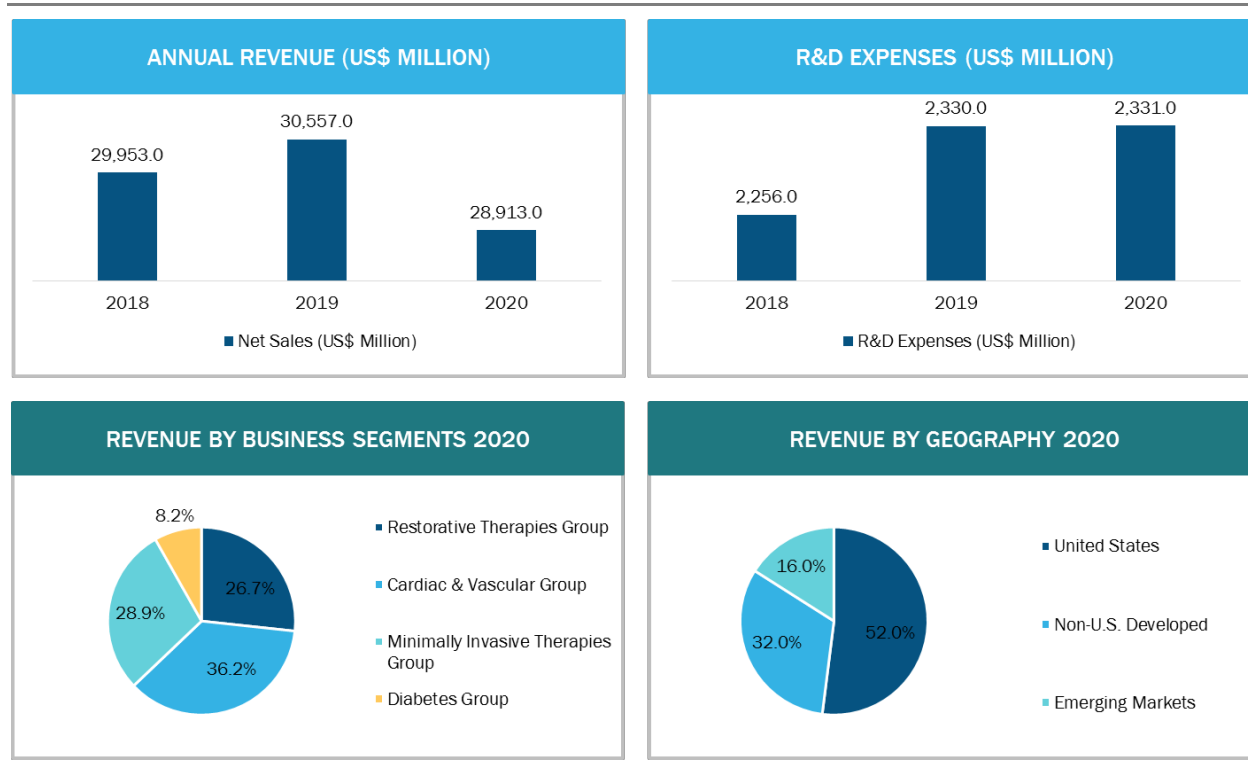 ANNUAL REVENUE (US$ MILLION)
29,953.0
30,557.0
28,913.0
2018
2019
2020
Net Sales (US$ Million)
R&D EXPENSES (US$ MILLION)
2,256.0
2,330.0
2,331.0
2018
2019
2020
R&D Expenses (US$ Million)
REVENUE BY BUSINESS SEGMENTS 2020
8.2%
26.7%
28.9%
36.2%
Restorative Therapies Group
Cardiac & Vascular Group
Minimally Invasive Therapies
Group
Diabetes Group
REVENUE BY GEOGRAPHY 2020
16.0%
32.0%
52.0%
United States
Non-U.S. Developed
Emerging Markets